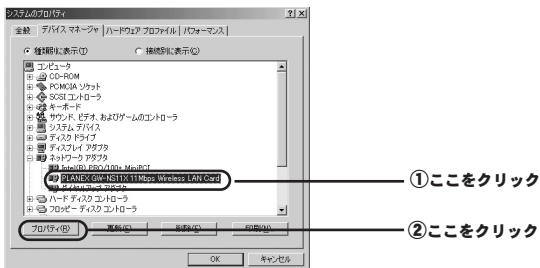 システムのプロパティ
全般 デバイス マネージャ ハードウェア プロファイル パフォーマンス
種類別に表示(T) 接続別に表示(C)
コンピュータ
CD-ROM
PCMCIA ソケット
SCSI コントローラ
キーボード
サウンド、ビデオ、およびゲームのコントローラ
システム デバイス
ディスク ドライブ
ディスプレイ アダプタ
ネットワーク アダプタ
Intel(R) PRO/100+ MiniPCI
PLANEX GW-NS11X 11Mbps Wireless LAN Card
①ここをクリック
ダイヤルアップ アダプタ
ハード ディスク コントローラ
フロッピー ディスク コントローラ
プロパティ(R) 更新(F) 削除(E) 印刷(N)
②ここをクリック
OK キャンセル